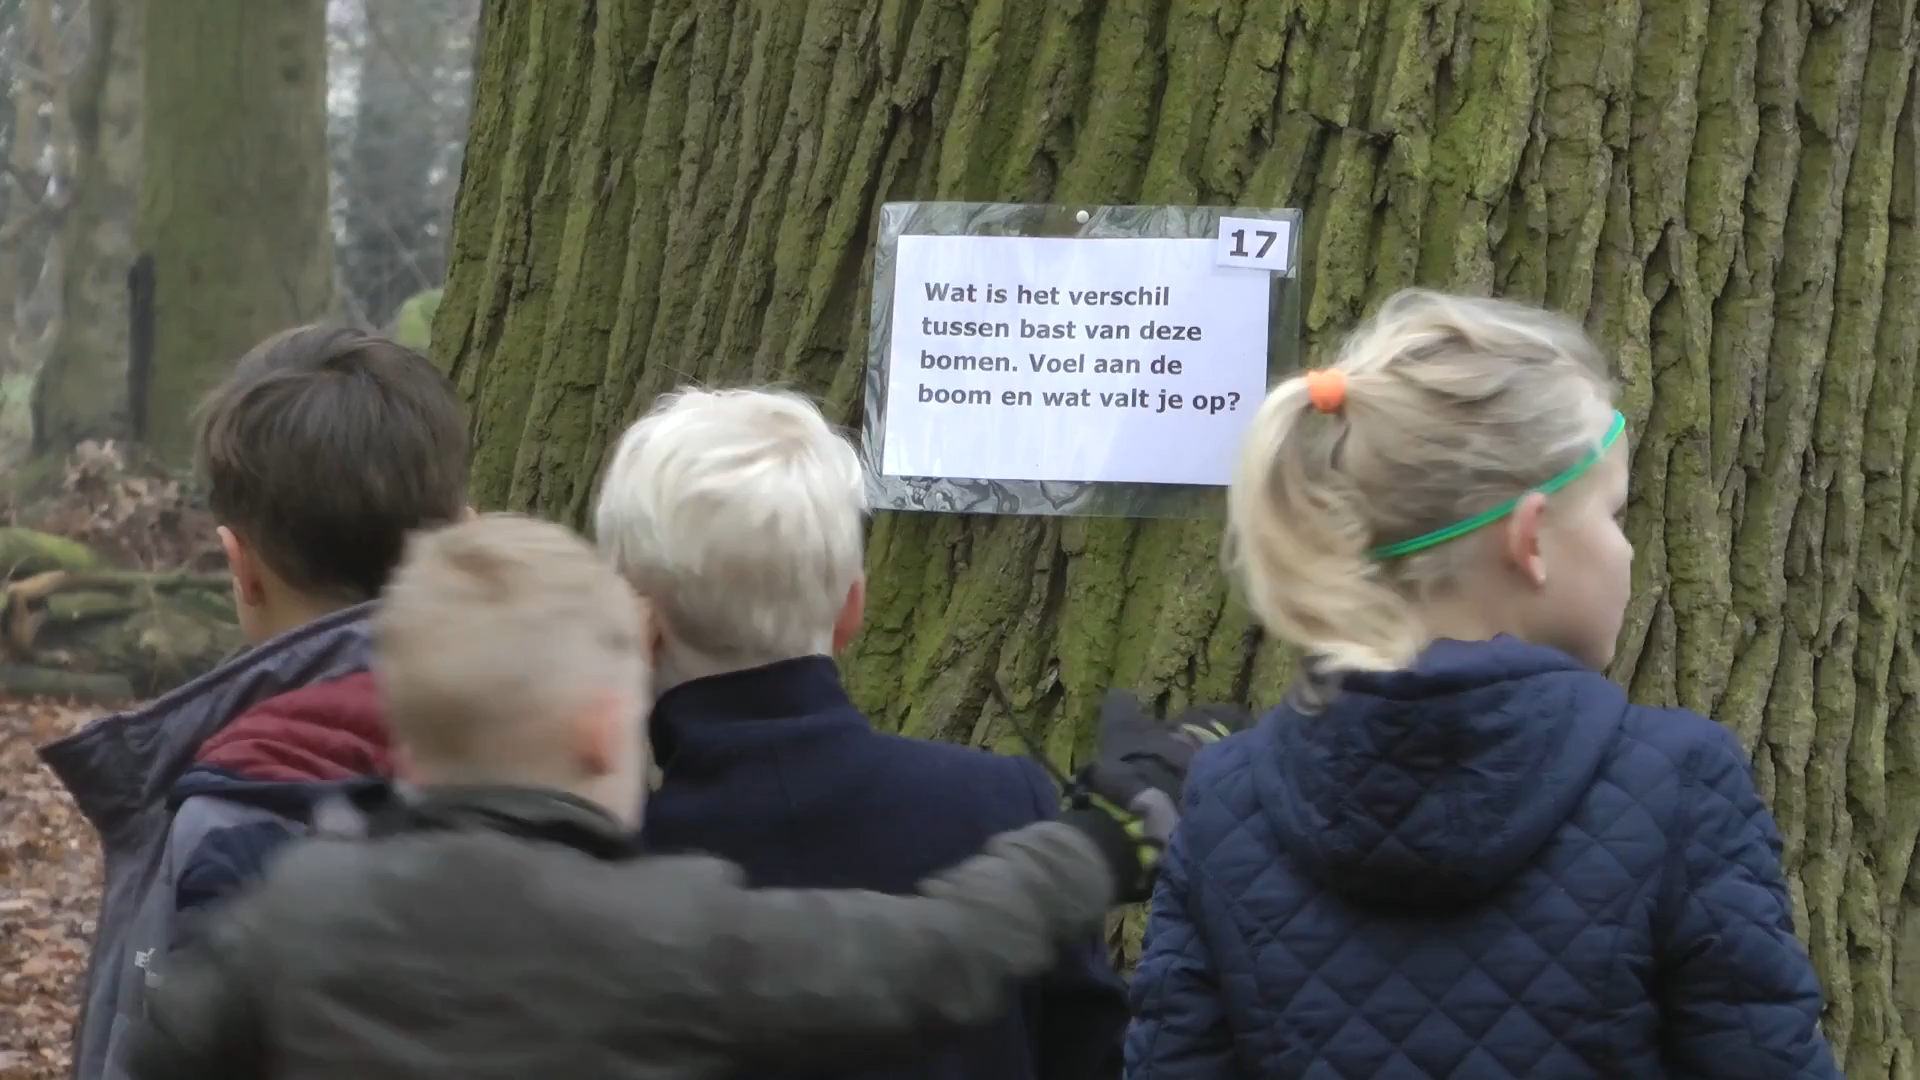 17
Wat is het verschil
tussen bast van deze
bomen. Voel aan de
boom en wat valt je op?